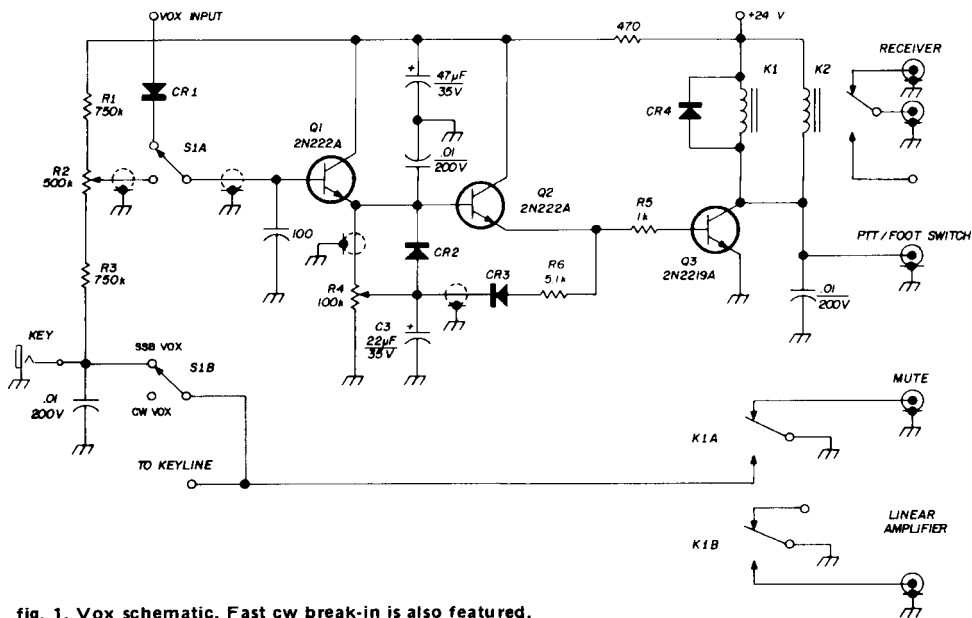 VOX INPUT
+24 V
470
RECEIVER
K1
K2
47µF
35V
CR1
R1
750k
CR4
Q1
2N222A
S1A
.01
200V
R2
500k
Q2
2N222A
R5
1k
PTT/FOOT SWITCH
100
CR2
Q3
2N2219A
R3
750k
R4
100k
CR3
R6
5.1k
.01
200V
C3
22µF
35V
KEY
SSB VOX
S1B
MUTE
.01
200V
CW VOX
K1A
TO KEYLINE
LINEAR
AMPLIFIER
K1B
fig. 1. Vox schematic. Fast cw break-in is also featured.